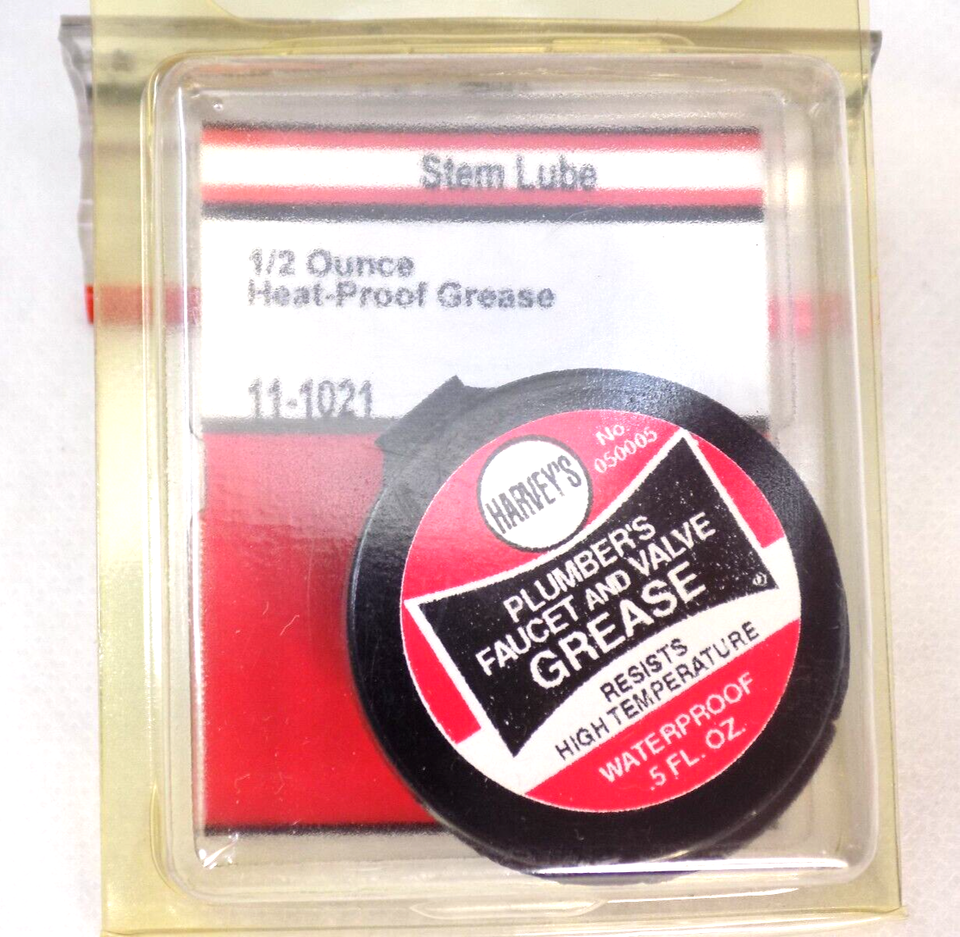 Stem Lube
1/2 Ounce
Heat-Proof Grease
11-1021
HARVEY'S
No.
050005
PLUMBER'S
FAUCET AND VALVE
GREASE
RESISTS
HIGH TEMPERATURE
WATERPROOF
.5 FL. OZ.